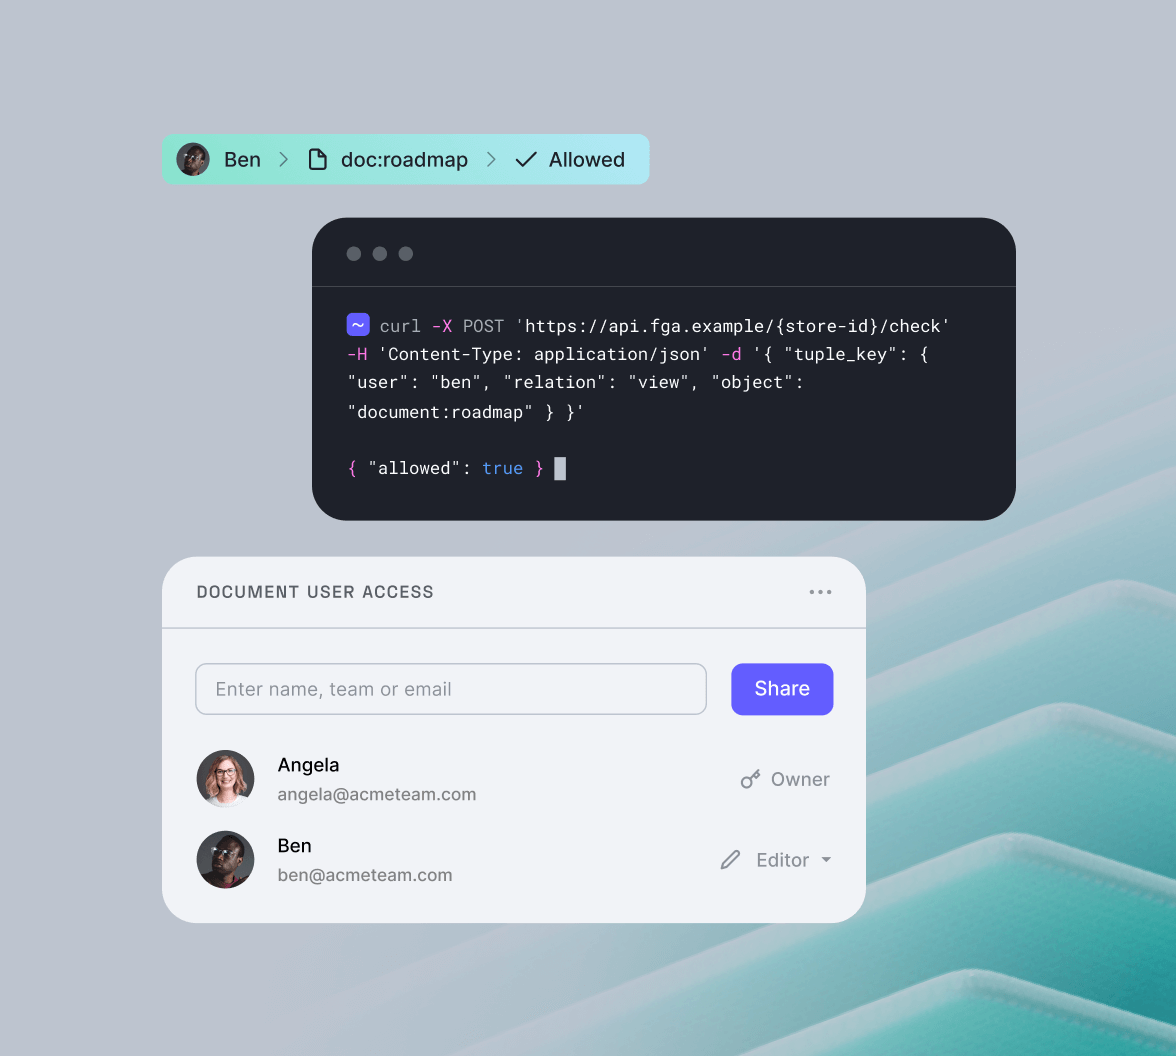 Ben > doc:roadmap > Allowed
~ curl -X POST 'https://api.fga.example/{store-id}/check'
-H 'Content-Type: application/json' -d '{ "tuple_key": {
"user": "ben", "relation": "view", "object":
"document:roadmap" } }'
{ "allowed": true }
DOCUMENT USER ACCESS
Enter name, team or email
Share
Angela
angela@acmeteam.com
Owner
Ben
ben@acmeteam.com
Editor